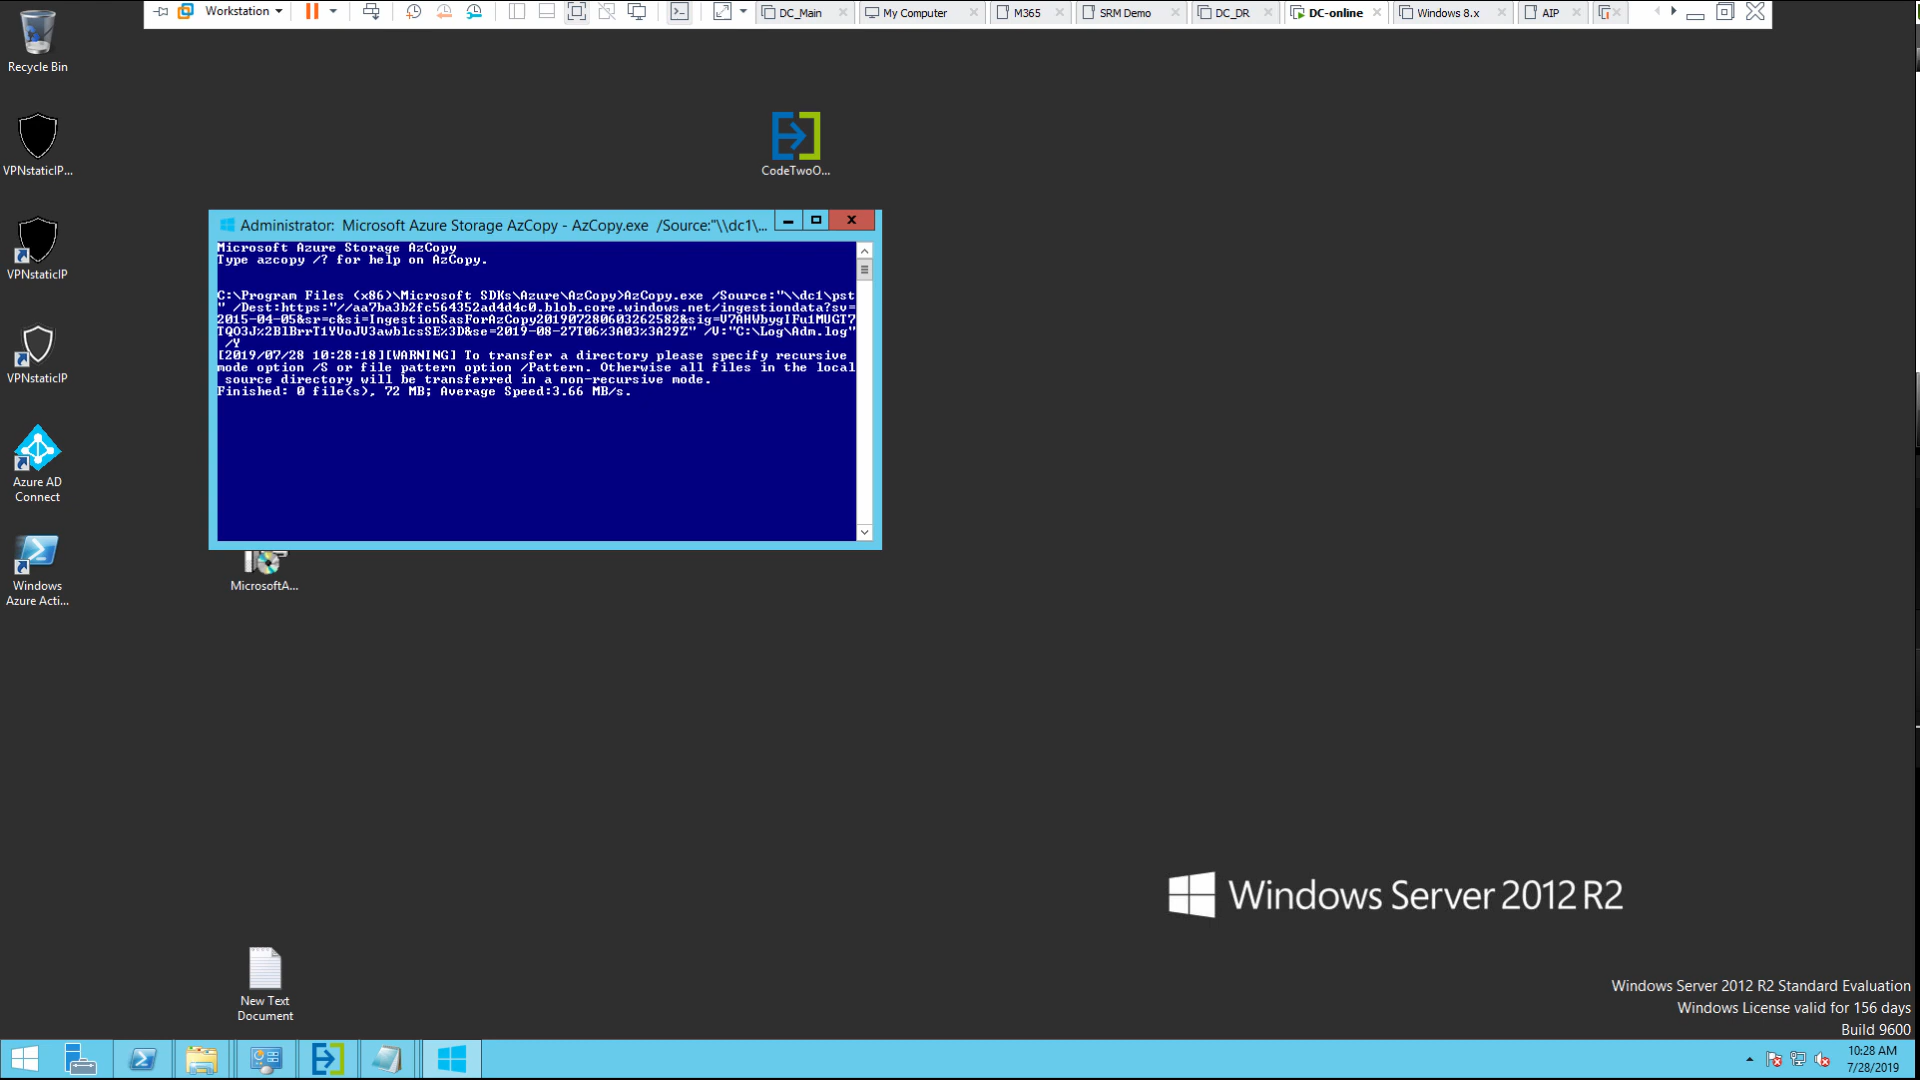 Workstation
DC_Main
My Computer
M365
SRM Demo
DC_DR
DC-online
Windows 8.x
AIP
Recycle Bin
VPNstaticIP...
VPNstaticIP
VPNstaticIP
Azure AD
Connect
Windows
Azure Acti...
CodeTwoO...
Administrator:  Microsoft Azure Storage AzCopy - AzCopy.exe  /Source:"\\dc1\...
Microsoft Azure Storage AzCopy
Type azcopy /? for help on AzCopy.
C:\Program Files (x86)\Microsoft SDKs\Azure\AzCopy>AzCopy.exe /Source:"\\dc1\pst
" /Dest:https:"//aa7ba3b2fc564352ad4d4c0.blob.core.windows.net/ingestiondata?sv=
2015-04-05&sr=c&si=IngestionSasForAzCopy201907280603262582&sig=V7AHWbygIFu1MUGT7
TQO3J%2BlBrrT1YVoJV3awblcsSE%3D&se=2019-08-27T06%3A03%3A29Z" /V:"C:\Log\Adm.log"
/Y
[2019/07/28 10:28:18][WARNING] To transfer a directory please specify recursive
mode option /S or file pattern option /Pattern. Otherwise all files in the local
source directory will be transferred in a non-recursive mode.
Finished: 0 file(s), 72 MB; Average Speed:3.66 MB/s.
MicrosoftA...
New Text
Document
Windows Server 2012 R2
Windows Server 2012 R2 Standard Evaluation
Windows License valid for 156 days
Build 9600
10:28 AM
7/28/2019